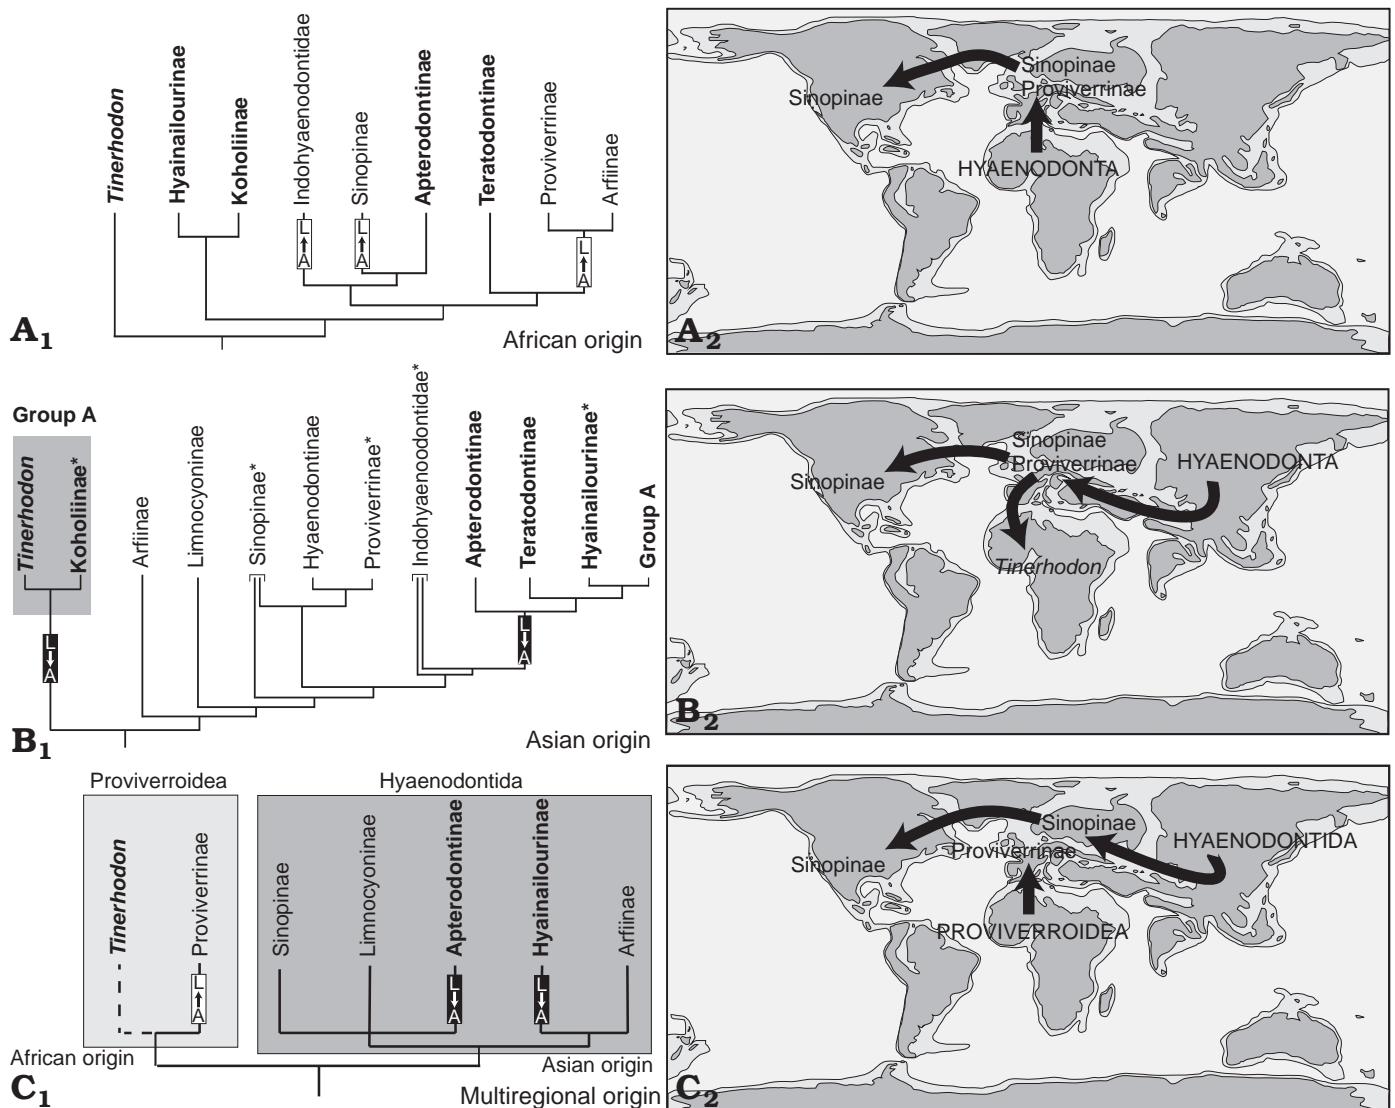 Tinerhodon
Hyainailourinae
Koholiinae
Indohyaenodontidae
Sinopinae
Apterodontinae
Teratodontinae
Proviverrinae
Arfiinae
L
A
L
A
L
A
A1
African origin
Sinopinae
Proviverrinae
Sinopinae
HYAENODONTA
A2
Group A
Tinerhodon
Koholiinae*
Arfiinae
Limnocyoninae
Sinopinae*
Hyaenodontinae
Proviverrinae*
Indohyaenoodontidae*
Apterodontinae
Teratodontinae
Hyainailourinae*
Group A
L
A
L
A
B1
Asian origin
Sinopinae
Proviverrinae
Sinopinae
HYAENODONTA
Tinerhodon
B2
Proviverroidea
Hyaenodontida
Tinerhodon
Proviverrinae
Sinopinae
Limnocyoninae
Apterodontinae
Hyainailourinae
Arfiinae
L
A
L
A
L
A
African origin
Asian origin
C1
Multiregional origin
Sinopinae
Proviverrinae
Sinopinae
HYAENODONTIDA
PROVIVERROIDEA
C2